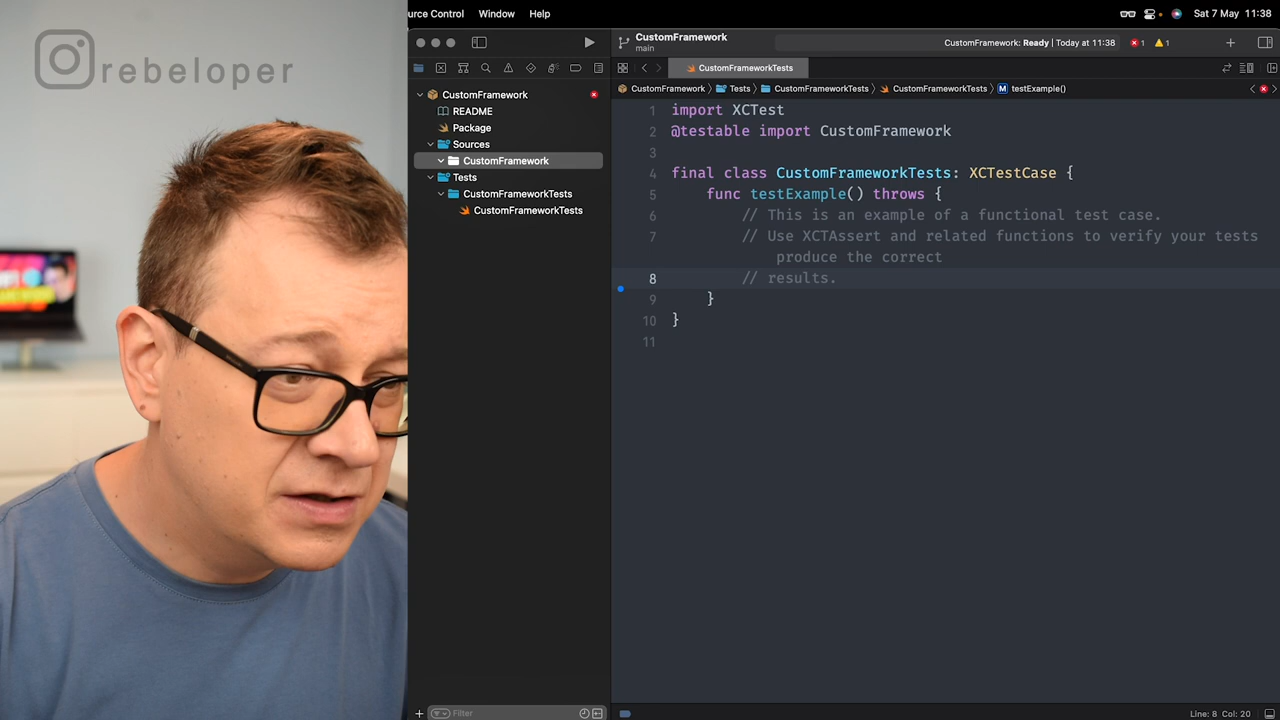 rebeloper
urce Control Window Help
Sat 7 May 11:38
CustomFramework
main
CustomFramework: Ready | Today at 11:38
1
1
CustomFrameworkTests
CustomFramework
README
Package
Sources
CustomFramework
Tests
CustomFrameworkTests
CustomFrameworkTests
CustomFramework Tests CustomFrameworkTests CustomFrameworkTests M testExample()
1 import XCTest
2 @testable import CustomFramework
3
4 final class CustomFrameworkTests: XCTestCase {
5 func testExample() throws {
6 // This is an example of a functional test case.
7 // Use XCTAssert and related functions to verify your tests
produce the correct
8 // results.
9 }
10 }
11
Filter
Line: 8 Col: 20